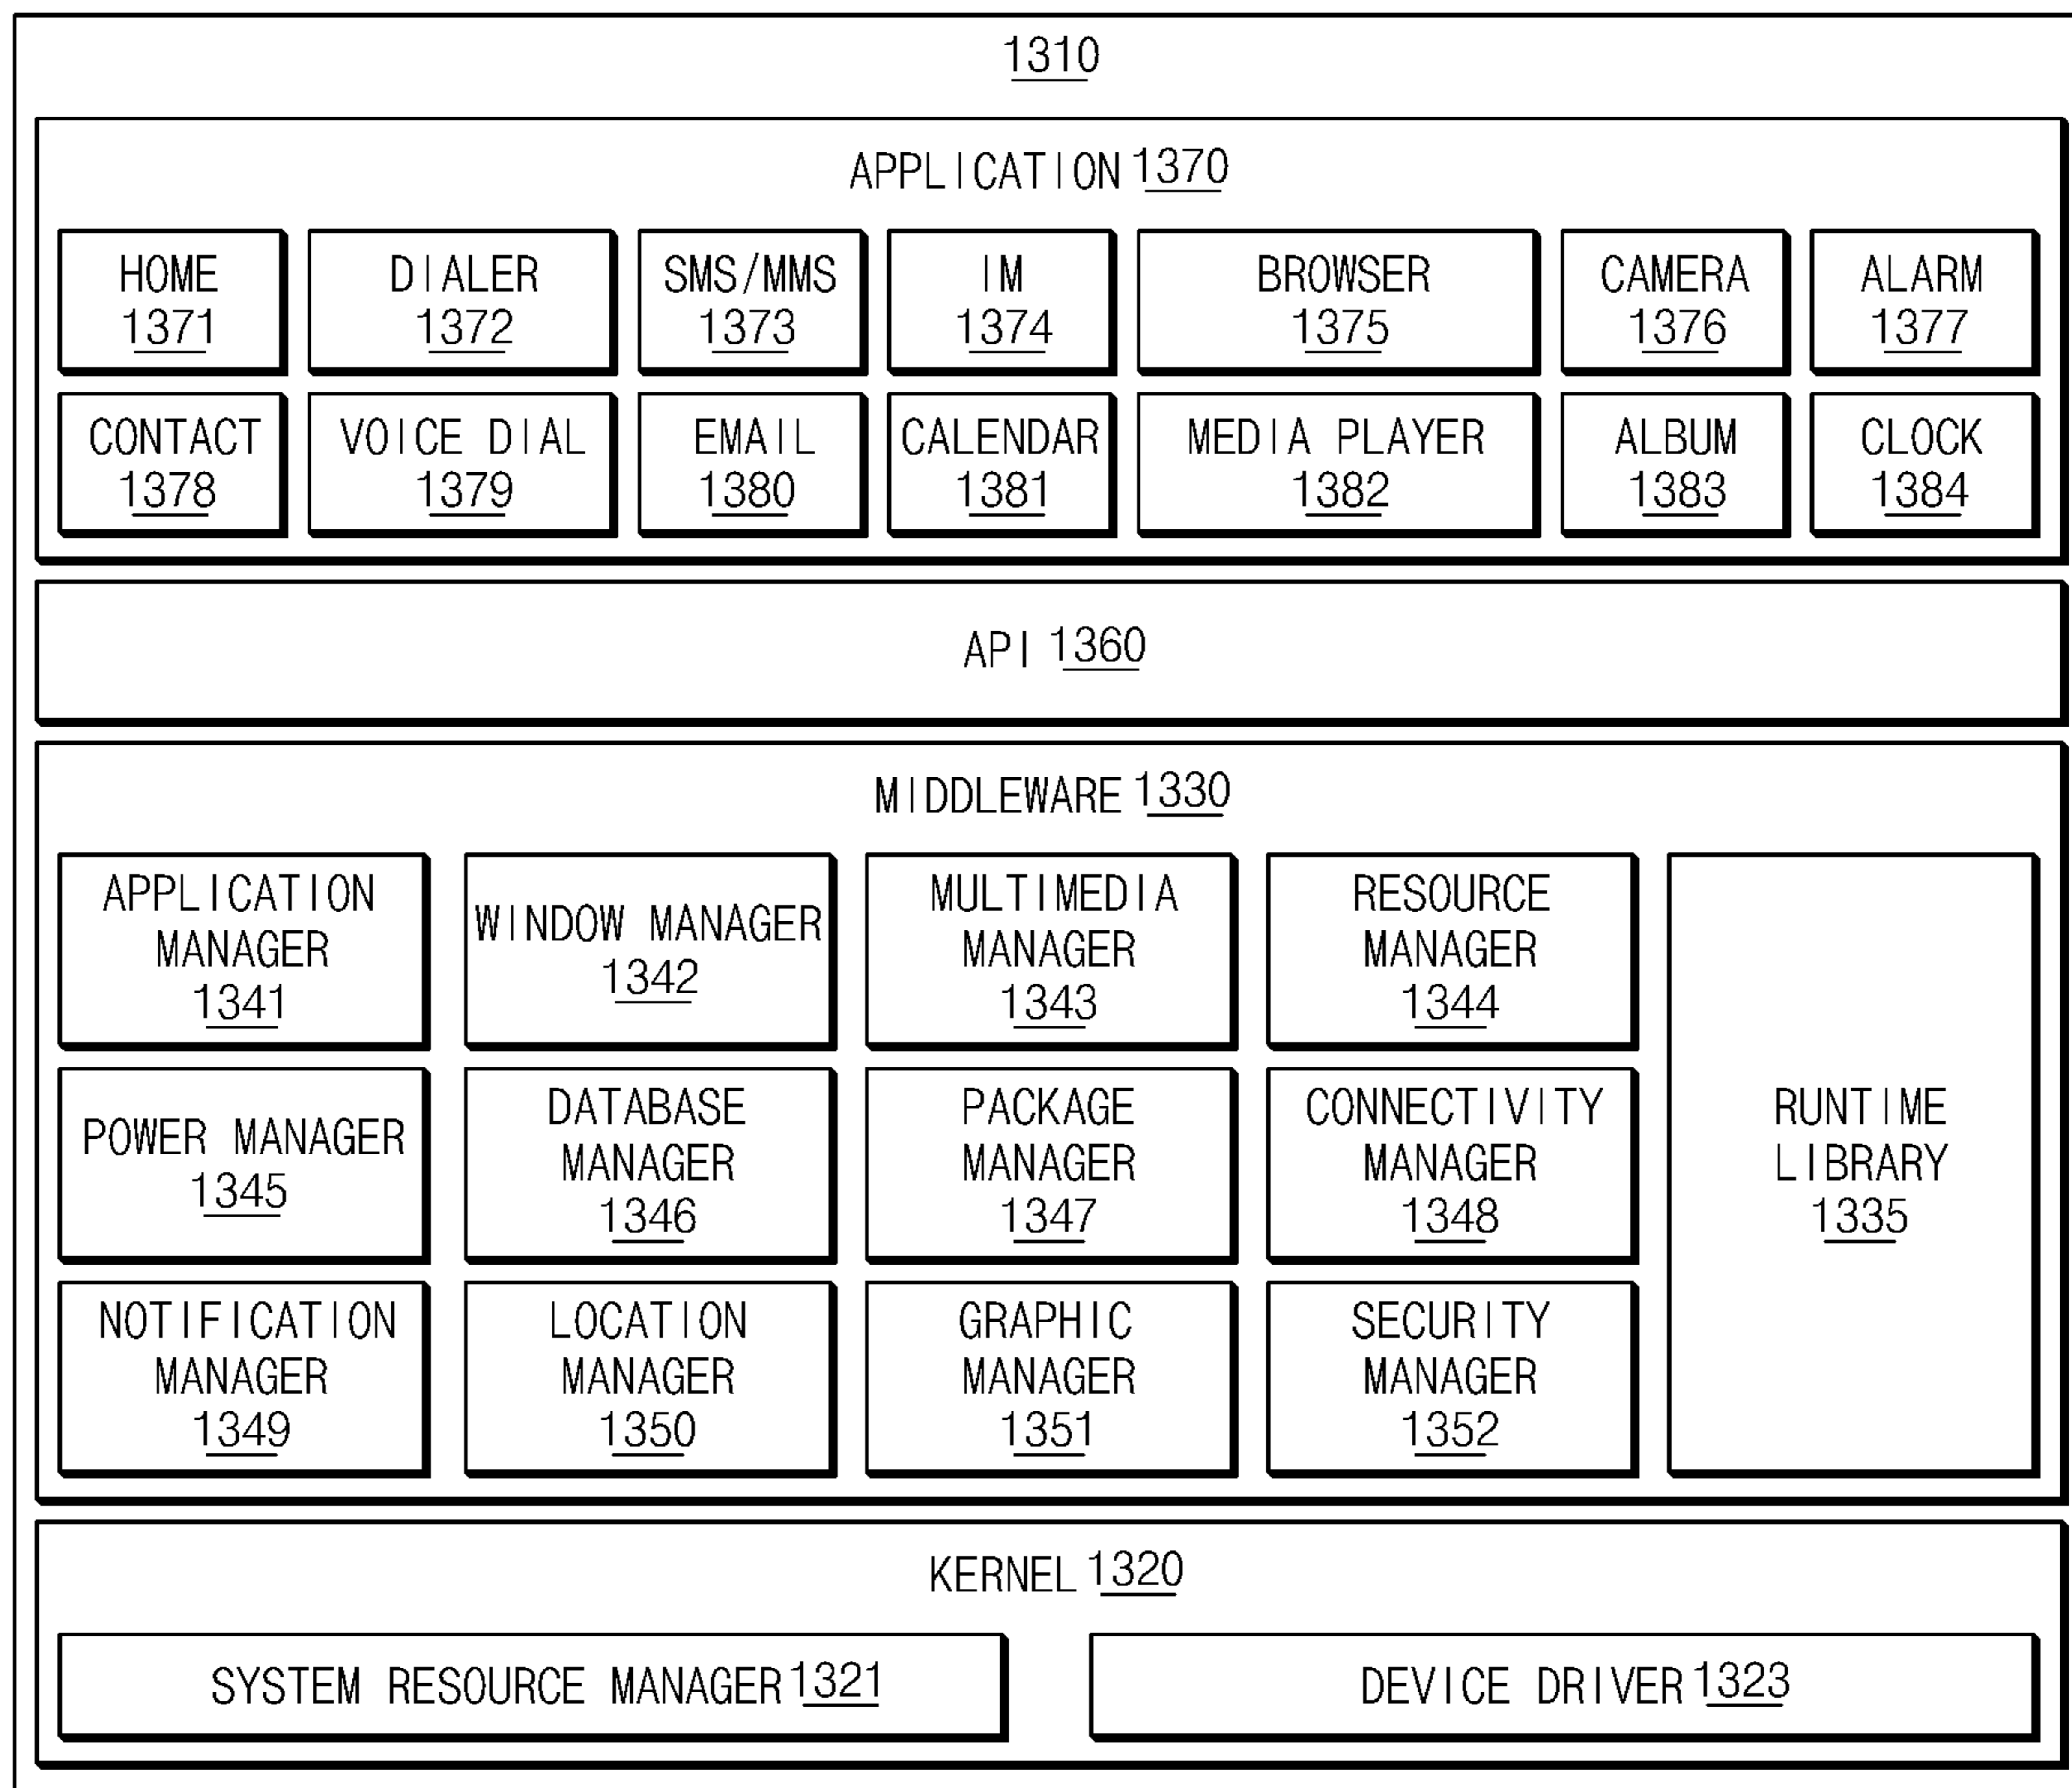 1310
APPLICATION 1370
HOME
1371
DIALER
1372
SMS/MMS
1373
IM
1374
BROWSER
1375
CAMERA
1376
ALARM
1377
CONTACT
1378
VOICE DIAL
1379
EMAIL
1380
CALENDAR
1381
MEDIA PLAYER
1382
ALBUM
1383
CLOCK
1384
API 1360
MIDDLEWARE 1330
APPLICATION
MANAGER
1341
WINDOW MANAGER
1342
MULTIMEDIA
MANAGER
1343
RESOURCE
MANAGER
1344
POWER MANAGER
1345
DATABASE
MANAGER
1346
PACKAGE
MANAGER
1347
CONNECTIVITY
MANAGER
1348
NOTIFICATION
MANAGER
1349
LOCATION
MANAGER
1350
GRAPHIC
MANAGER
1351
SECURITY
MANAGER
1352
RUNTIME
LIBRARY
1335
KERNEL 1320
SYSTEM RESOURCE MANAGER 1321
DEVICE DRIVER 1323